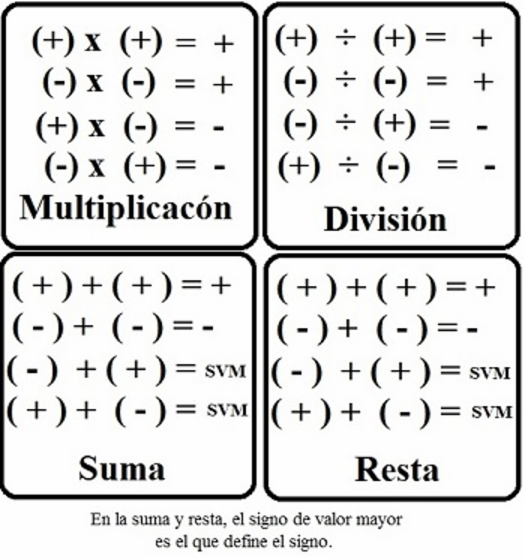 (+) x (+) = +
(-) x (-) = +
(+) x (-) = -
(-) x (+) = -
Multiplicacón
(+) ÷ (+) = +
(-) ÷ (-) = +
(-) ÷ (+) = -
(+) ÷ (-) = -
División
( + ) + ( + ) = +
( - ) + ( - ) = -
( - ) + ( + ) = SVM
( + ) + ( - ) = SVM
Suma
( + ) + ( + ) = +
( - ) + ( - ) = -
( - ) + ( + ) = SVM
( + ) + ( - ) = SVM
Resta
En la suma y resta, el signo de valor mayor
es el que define el signo.